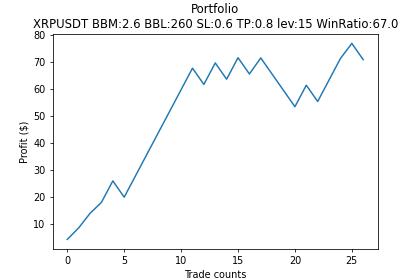 Portfolio
XRPUSDT BBM:2.6 BBL:260 SL:0.6 TP:0.8 lev:15 WinRatio:67.0
80
70
60
50
40
30
20
10
Profit ($)
0 5 10 15 20 25
Trade counts